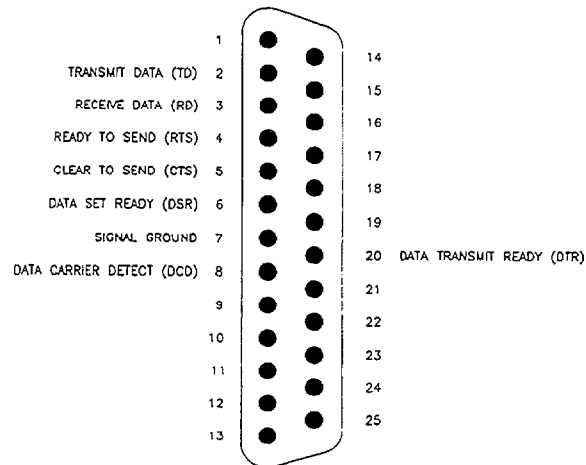 1
TRANSMIT DATA (TD) 2
RECEIVE DATA (RD) 3
READY TO SEND (RTS) 4
CLEAR TO SEND (CTS) 5
DATA SET READY (DSR) 6
SIGNAL GROUND 7
DATA CARRIER DETECT (DCD) 8
9
10
11
12
13
14
15
16
17
18
19
20 DATA TRANSMIT READY (DTR)
21
22
23
24
25